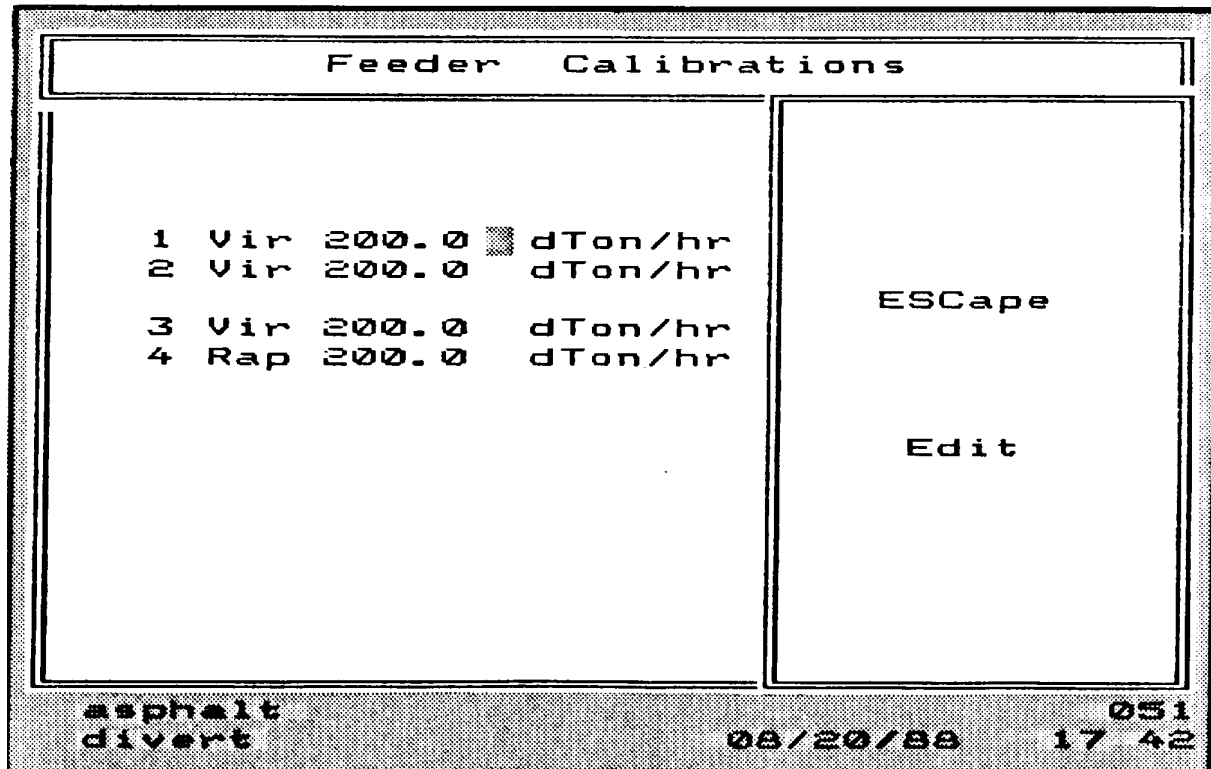 Feeder Calibrations
1 Vir 200.0 dTon/hr
2 Vir 200.0 dTon/hr
3 Vir 200.0 dTon/hr
4 Rap 200.0 dTon/hr
ESCape
Edit
asphalt 051
divert 08/20/88 17 42